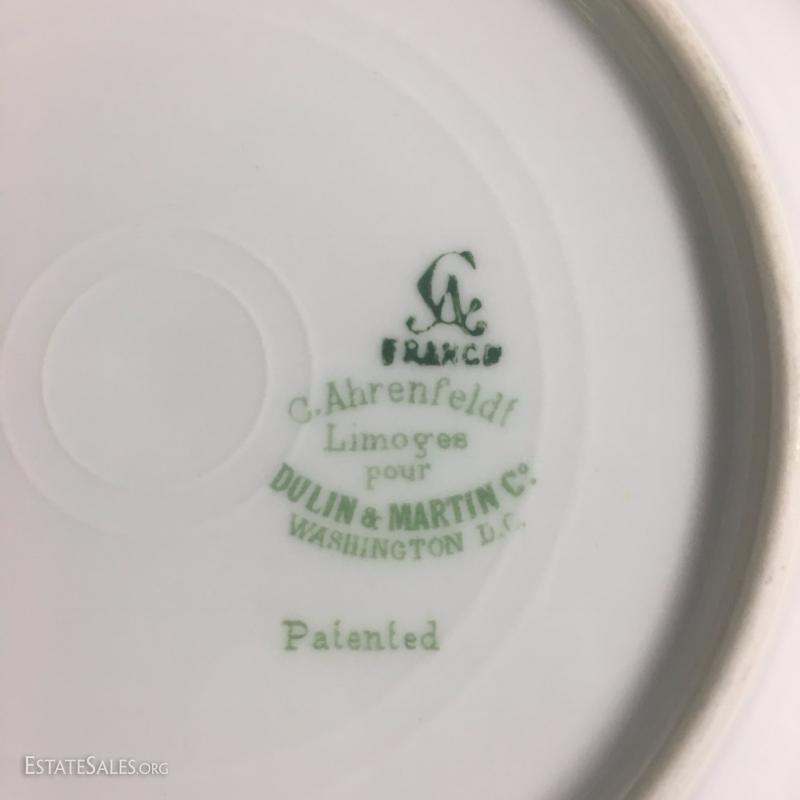 CA
FRANCE
C. Ahrenfeldt
Limoges
pour
DULIN & MARTIN Co.
WASHINGTON D.C.
Patented
ESTATESALES.ORG